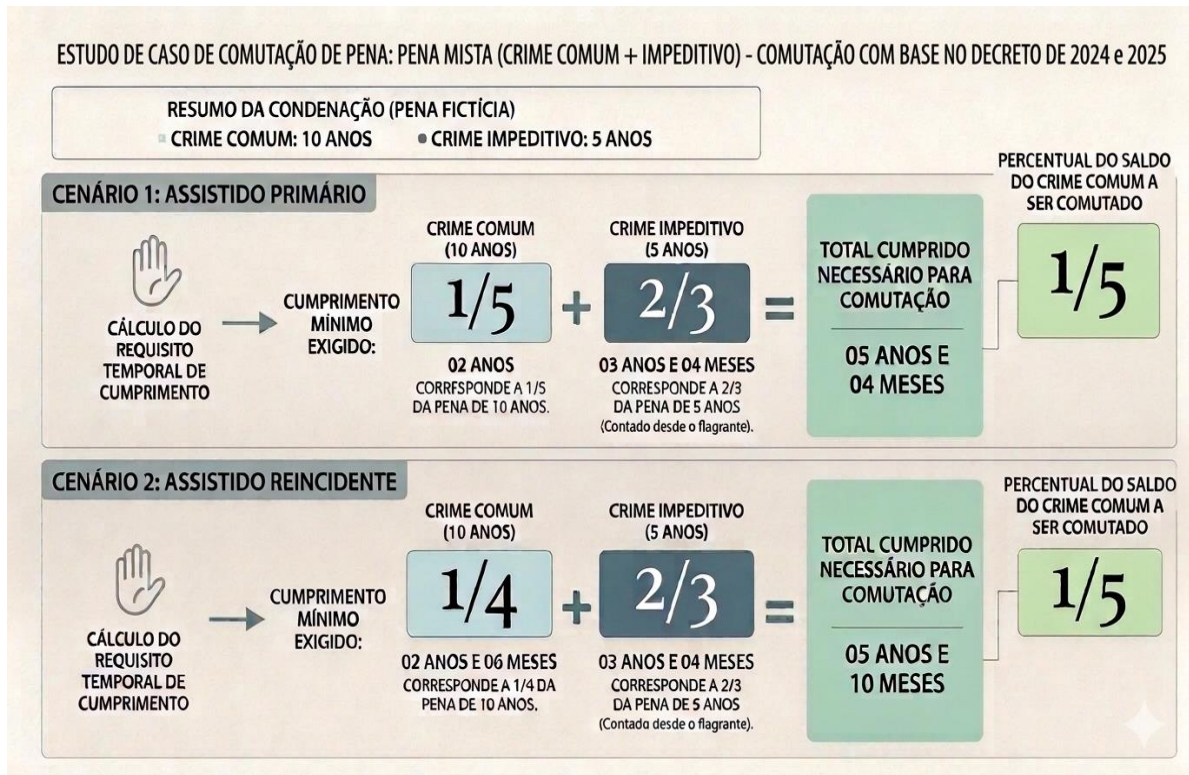 ESTUDO DE CASO DE COMUTAÇÃO DE PENA: PENA MISTA (CRIME COMUM + IMPEDITIVO) - COMUTAÇÃO COM BASE NO DECRETO DE 2024 e 2025
RESUMO DA CONDENAÇÃO (PENA FICTÍCIA)
CRIME COMUM: 10 ANOS • CRIME IMPEDITIVO: 5 ANOS
CENÁRIO 1: ASSISTIDO PRIMÁRIO
CÁLCULO DO
REQUISITO
TEMPORAL DE
CUMPRIMENTO
CUMPRIMENTO
MÍNIMO
EXIGIDO:
CRIME COMUM
(10 ANOS)
1/5
02 ANOS
CORRFSPONDE A 1/5
DA PENA DE 10 ANOS.
+
CRIME IMPEDITIVO
(5 ANOS)
2/3
03 ANOS E 04 MESES
CORRESPONDE A 2/3
DA PENA DE 5 ANOS
(Contado desde o flagrante).
=
TOTAL CUMPRIDO
NECESSÁRIO PARA
COMUTAÇÃO
05 ANOS E
04 MESES
PERCENTUAL DO SALDO
DO CRIME COMUM A
SER COMUTADO
1/5
CENÁRIO 2: ASSISTIDO REINCIDENTE
CÁLCULO DO
REQUISITO
TEMPORAL DE
CUMPRIMENTO
CUMPRIMENTO
MÍNIMO
EXIGIDO:
CRIME COMUM
(10 ANOS)
1/4
02 ANOS E 06 MESES
CORRESPONDE A 1/4 DA
PENA DE 10 ANOS.
+
CRIME IMPEDITIVO
(5 ANOS)
2/3
03 ANOS E 04 MESES
CORRESPONDE A 2/3
DA PENA DE 5 ANOS
(Contado desde o flagrante).
=
TOTAL CUMPRIDO
NECESSÁRIO PARA
COMUTAÇÃO
05 ANOS E
10 MESES
PERCENTUAL DO SALDO
DO CRIME COMUM A
SER COMUTADO
1/5